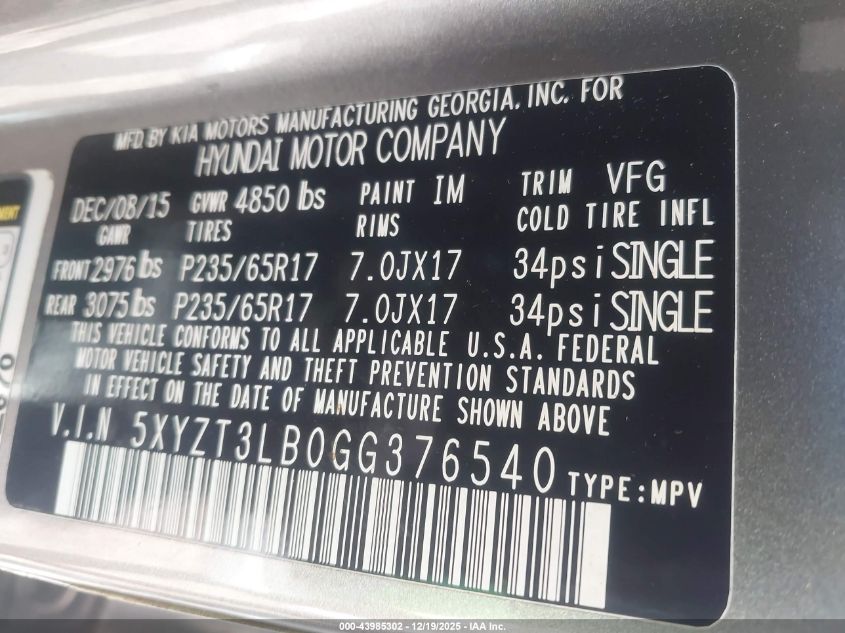 MFD. BY KIA MOTORS MANUFACTURING GEORGIA. INC. FOR
HYUNDAI MOTOR COMPANY
DEC/08/15 GVWR 4850 lbs PAINT IM TRIM VFG
GAWR TIRES RIMS COLD TIRE INFL
FRONT 2976 lbs P235/65R17 7.0JX17 34psi SINGLE
REAR 3075 lbs P235/65R17 7.0JX17 34psi SINGLE
THIS VEHICLE CONFORMS TO ALL APPLICABLE U.S.A. FEDERAL
MOTOR VEHICLE SAFETY AND THEFT PREVENTION STANDARDS
IN EFFECT ON THE DATE OF MANUFACTURE SHOWN ABOVE
V.I.N 5XYZT3LB0GG376540 TYPE:MPV
000-43985302 - 12/19/2025 - IAA Inc.